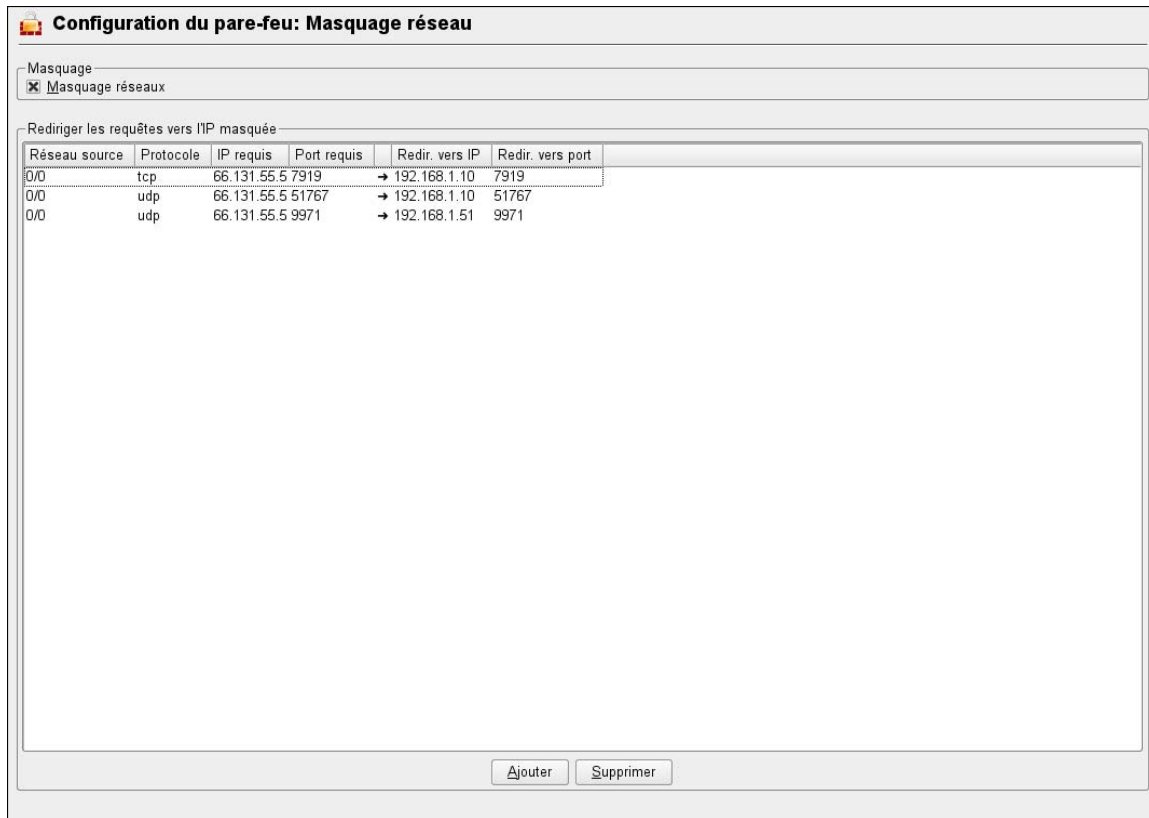 Configuration du pare-feu: Masquage réseau
Masquage
Masquage réseaux
Rediriger les requêtes vers l'IP masquée
Réseau source Protocole IP requis Port requis Redir. vers IP Redir. vers port
0/0 tcp 66.131.55.5 7919 → 192.168.1.10 7919
0/0 udp 66.131.55.5 51767 → 192.168.1.10 51767
0/0 udp 66.131.55.5 9971 → 192.168.1.51 9971
Ajouter Supprimer